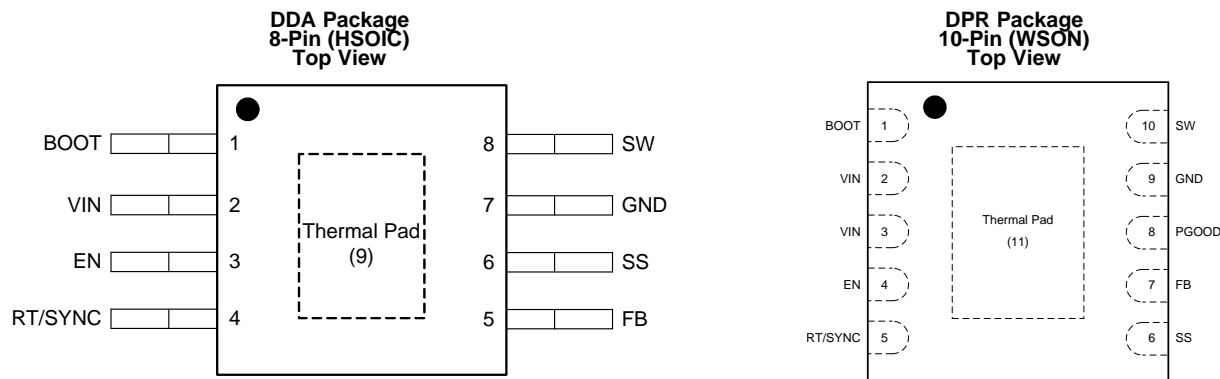 DDA Package
8-Pin (HSOIC)
Top View
BOOT 1
VIN 2
EN 3
RT/SYNC 4
8 SW
7 GND
6 SS
5 FB
Thermal Pad
(9)
DPR Package
10-Pin (WSON)
Top View
BOOT 1
VIN 2
VIN 3
EN 4
RT/SYNC 5
10 SW
9 GND
8 PGOOD
7 FB
6 SS
Thermal Pad
(11)